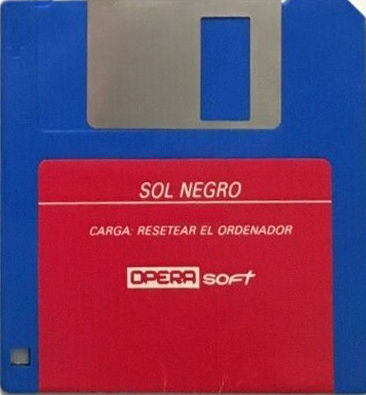 SOL NEGRO
CARGA: RESETEAR EL ORDENADOR
OPERA soft